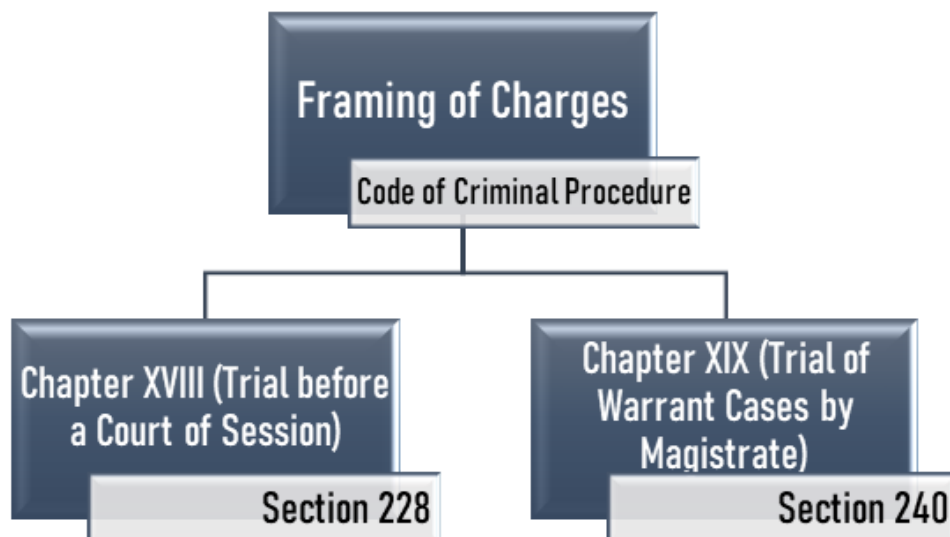 Framing of Charges
Code of Criminal Procedure
Chapter XVIII (Trial before
a Court of Session)
Section 228
Chapter XIX (Trial of
Warrant Cases by
Magistrate)
Section 240